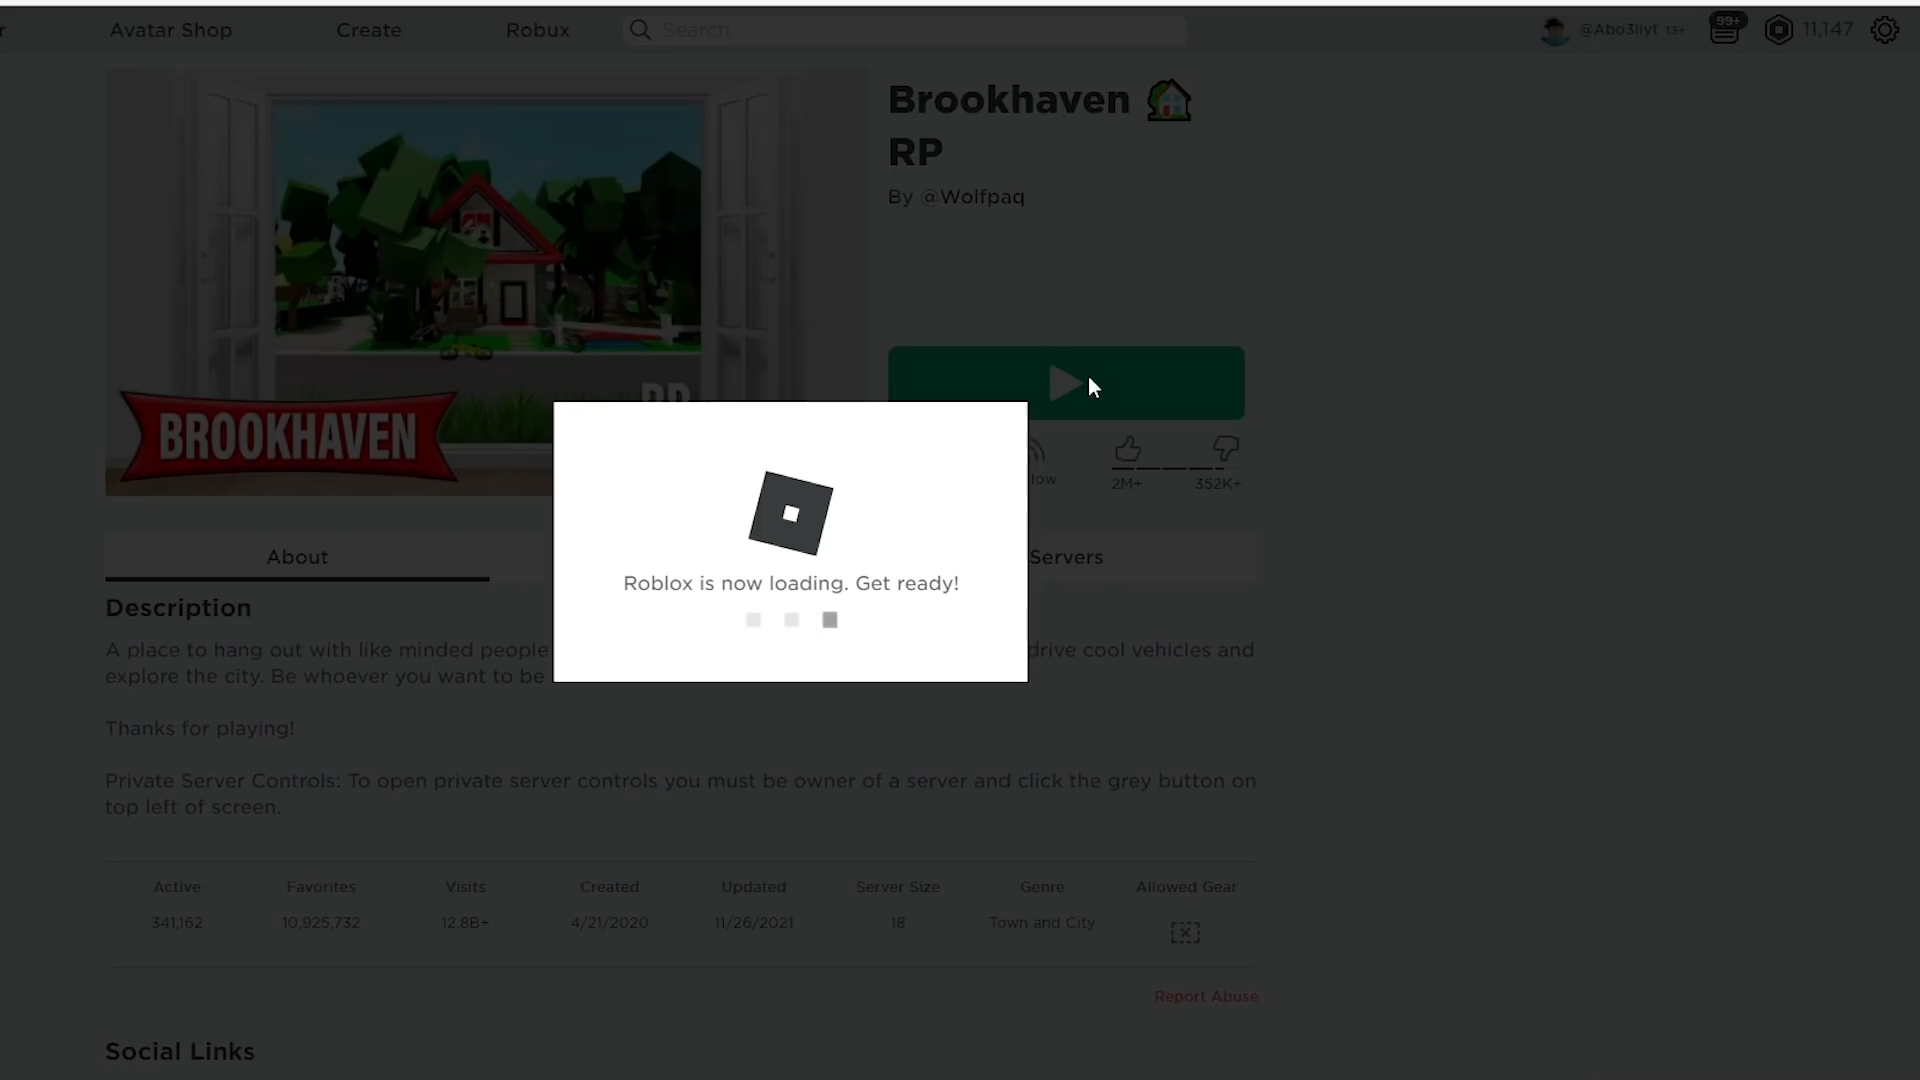 r Avatar Shop Create Robux Search @Abo3liyt 13+ 99+ 11,147
Brookhaven
RP
By @Wolfpaq
RP
BROOKHAVEN
low 2M+ 352K+
About Servers
Roblox is now loading. Get ready!
Description
A place to hang out with like minded people drive cool vehicles and
explore the city. Be whoever you want to be
Thanks for playing!
Private Server Controls: To open private server controls you must be owner of a server and click the grey button on
top left of screen.
Active Favorites Visits Created Updated Server Size Genre Allowed Gear
341,162 10,925,732 12.8B+ 4/21/2020 11/26/2021 18 Town and City
Report Abuse
Social Links